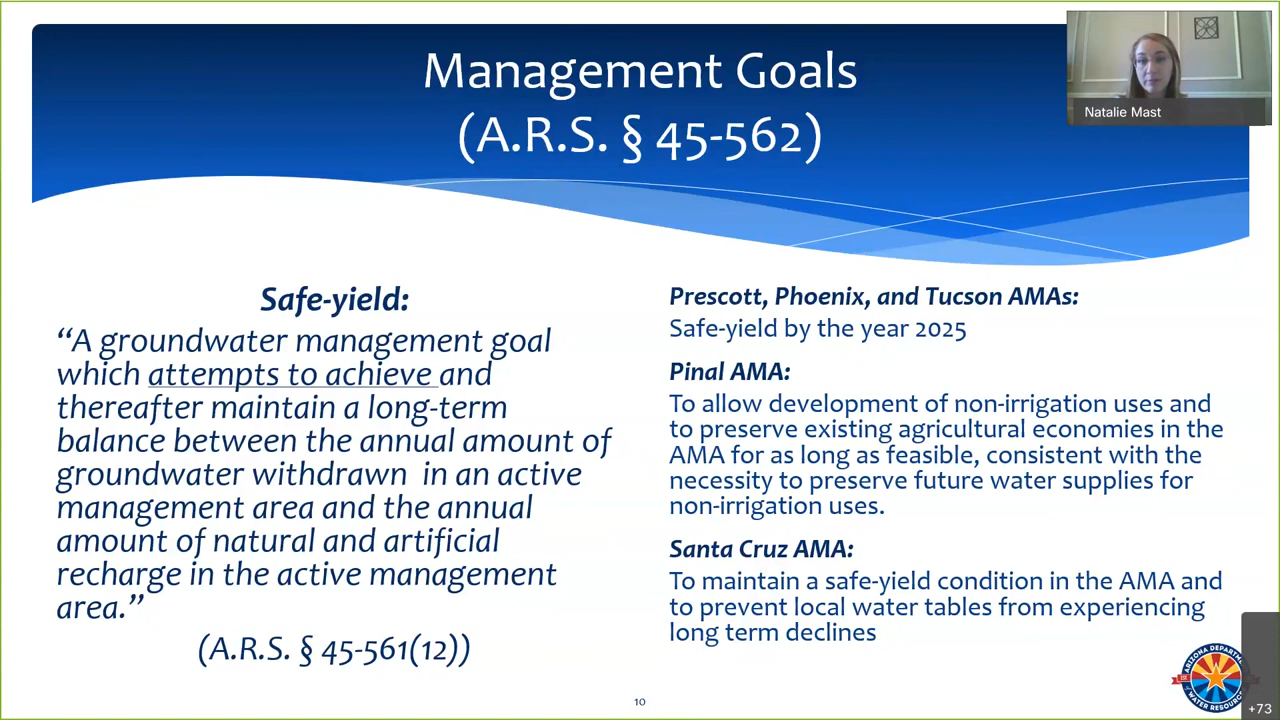 Management Goals
(A.R.S. § 45-562)
Natalie Mast
Safe-yield:
“A groundwater management goal
which attempts to achieve and
thereafter maintain a long-term
balance between the annual amount of
groundwater withdrawn in an active
management area and the annual
amount of natural and artificial
recharge in the active management
area.”
(A.R.S. § 45-561(12))
Prescott, Phoenix, and Tucson AMAs:
Safe-yield by the year 2025
Pinal AMA:
To allow development of non-irrigation uses and
to preserve existing agricultural economies in the
AMA for as long as feasible, consistent with the
necessity to preserve future water supplies for
non-irrigation uses.
Santa Cruz AMA:
To maintain a safe-yield condition in the AMA and
to prevent local water tables from experiencing
long term declines
10
ARIZONA
WATER
+73